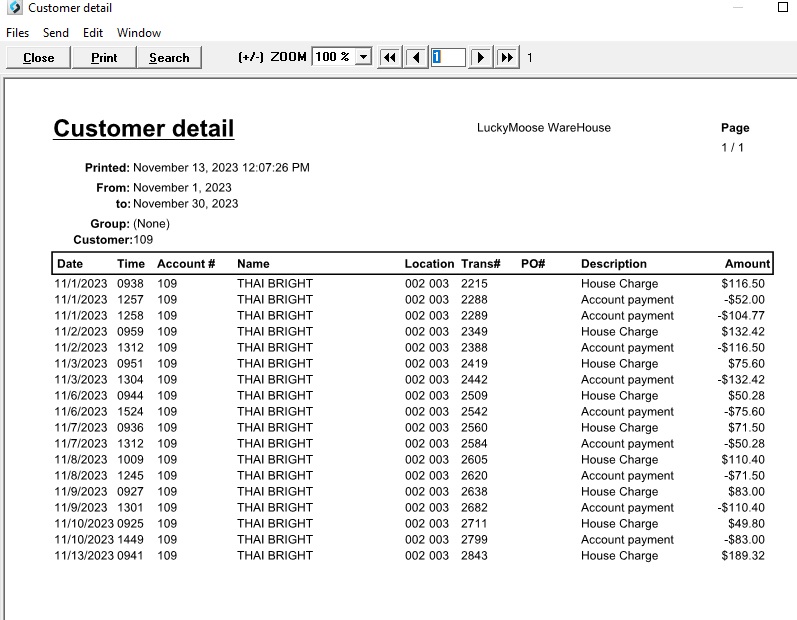 Customer detail
Files Send Edit Window
Close Print Search (+/-) ZOOM 100 % 1 1
Customer detail LuckyMoose WareHouse Page
1 / 1
Printed: November 13, 2023 12:07:26 PM
From: November 1, 2023
to: November 30, 2023
Group: (None)
Customer:109
Date Time Account # Name Location Trans# PO# Description Amount
11/1/2023 0938 109 THAI BRIGHT 002 003 2215 House Charge $116.50
11/1/2023 1257 109 THAI BRIGHT 002 003 2288 Account payment -$52.00
11/1/2023 1258 109 THAI BRIGHT 002 003 2289 Account payment -$104.77
11/2/2023 0959 109 THAI BRIGHT 002 003 2349 House Charge $132.42
11/2/2023 1312 109 THAI BRIGHT 002 003 2388 Account payment -$116.50
11/3/2023 0951 109 THAI BRIGHT 002 003 2419 House Charge $75.60
11/3/2023 1304 109 THAI BRIGHT 002 003 2442 Account payment -$132.42
11/6/2023 0944 109 THAI BRIGHT 002 003 2509 House Charge $50.28
11/6/2023 1524 109 THAI BRIGHT 002 003 2542 Account payment -$75.60
11/7/2023 0936 109 THAI BRIGHT 002 003 2560 House Charge $71.50
11/7/2023 1312 109 THAI BRIGHT 002 003 2584 Account payment -$50.28
11/8/2023 1009 109 THAI BRIGHT 002 003 2605 House Charge $110.40
11/8/2023 1245 109 THAI BRIGHT 002 003 2620 Account payment -$71.50
11/9/2023 0927 109 THAI BRIGHT 002 003 2638 House Charge $83.00
11/9/2023 1301 109 THAI BRIGHT 002 003 2682 Account payment -$110.40
11/10/2023 0925 109 THAI BRIGHT 002 003 2711 House Charge $49.80
11/10/2023 1449 109 THAI BRIGHT 002 003 2799 Account payment -$83.00
11/13/2023 0941 109 THAI BRIGHT 002 003 2843 House Charge $189.32